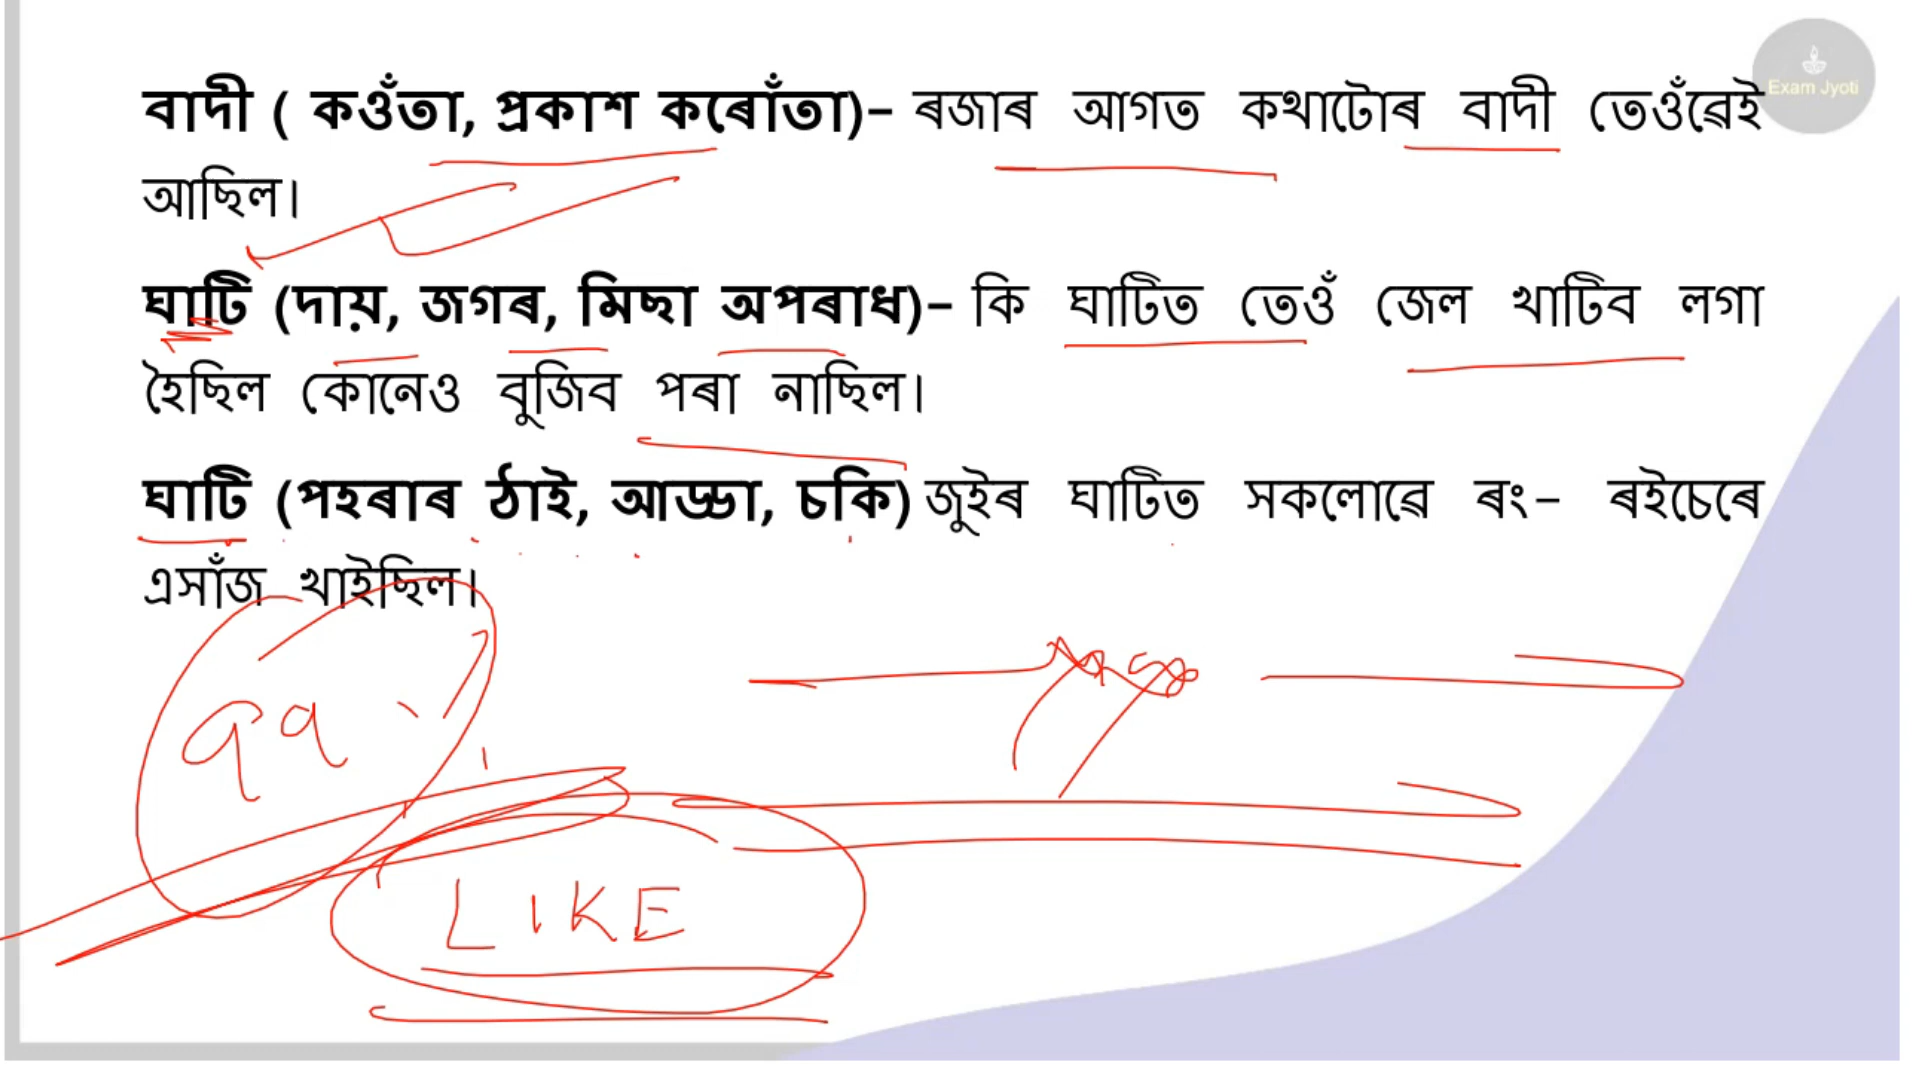 বাদী ( কওঁতা, প্ৰকাশ কৰোঁতা)– ৰজাৰ আগত কথাটোৰ বাদী তেওঁৱেই
Exam Jyoti
আছিল।
ঘাটি (দায়, জগৰ, মিছা অপৰাধ)– কি ঘাটিত তেওঁ জেল খাটিব লগা
হৈছিল কোনেও বুজিব পৰা নাছিল।
ঘাটি (পহৰাৰ ঠাই, আড্ডা, চকি) জুইৰ ঘাটিত সকলোৱে ৰং– ৰইচেৰে
এসাঁজ খাইছিল।
LIKE